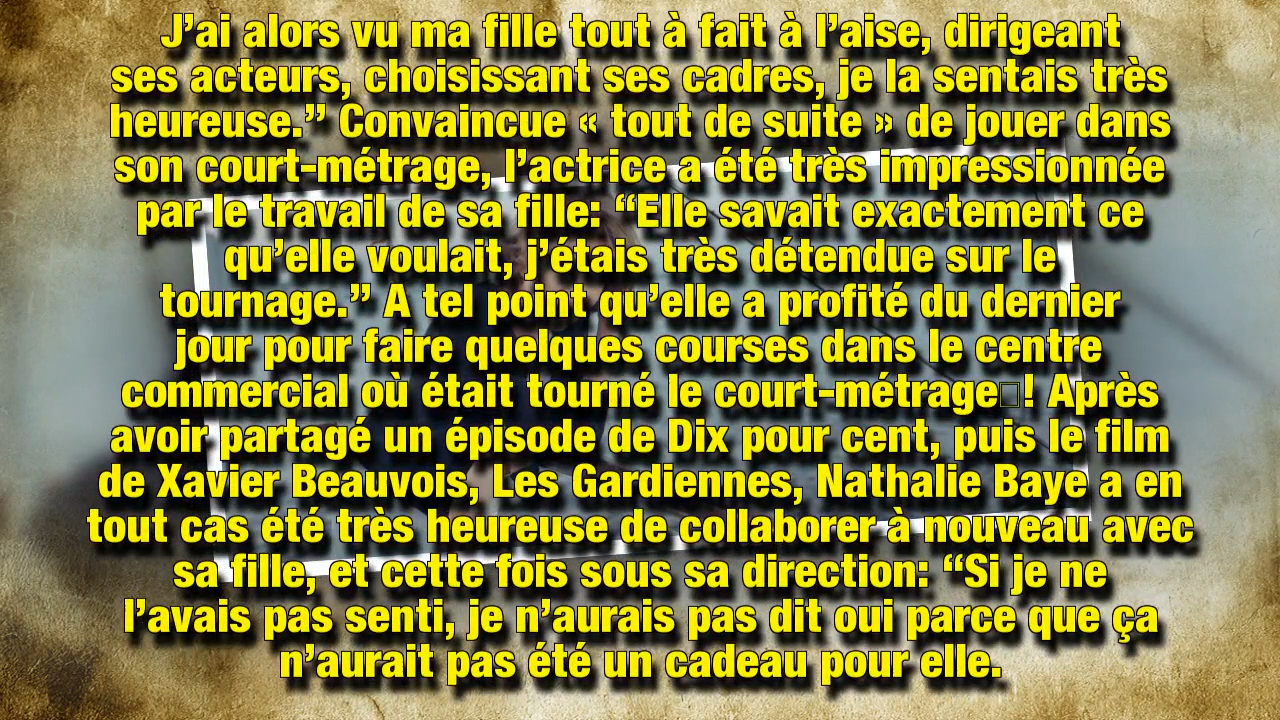 J’ai alors vu ma fille tout à fait à l’aise, dirigeant
ses acteurs, choisissant ses cadres, je la sentais très
heureuse.” Convaincue « tout de suite » de jouer dans
son court-métrage, l’actrice a été très impressionnée
par le travail de sa fille: “Elle savait exactement ce
qu’elle voulait, j’étais très détendue sur le
tournage.” A tel point qu’elle a profité du dernier
jour pour faire quelques courses dans le centre
commercial où était tourné le court-métrage! Après
avoir partagé un épisode de Dix pour cent, puis le film
de Xavier Beauvois, Les Gardiennes, Nathalie Baye a en
tout cas été très heureuse de collaborer à nouveau avec
sa fille, et cette fois sous sa direction: “Si je ne
l’avais pas senti, je n’aurais pas dit oui parce que ça
n’aurait pas été un cadeau pour elle.